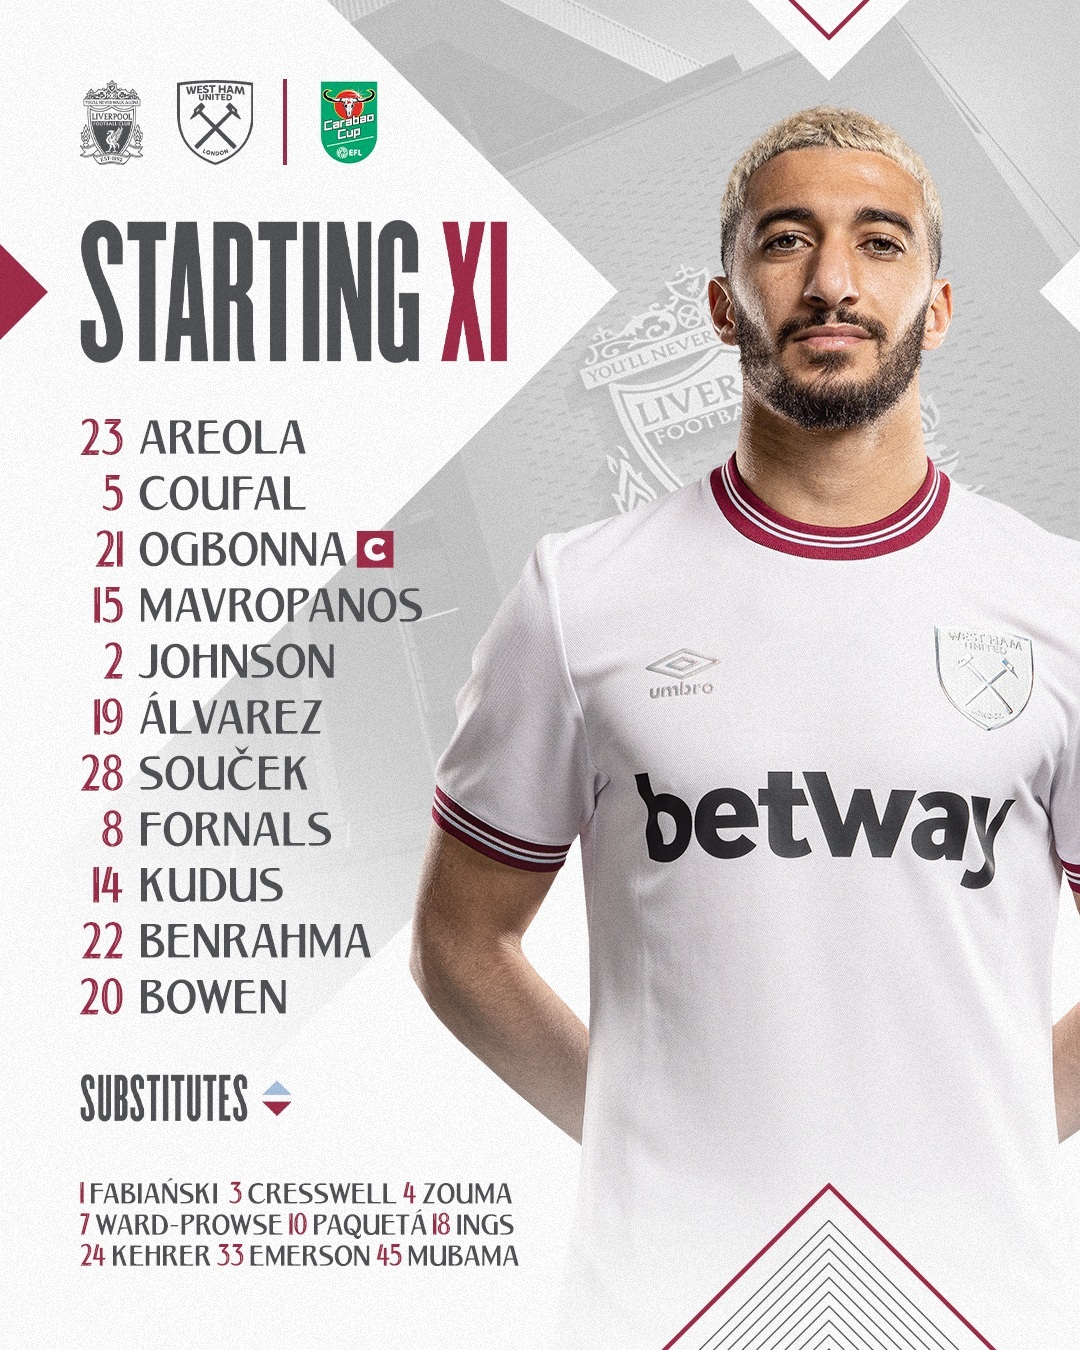 YOU'LL NEVER WALK ALONE
LIVERPOOL
FOOTBALL CLUB
EST·1892
WEST HAM
UNITED
LONDON
Carabao
Cup
EFL
STARTING XI
23 AREOLA
5 COUFAL
21 OGBONNA C
15 MAVROPANOS
2 JOHNSON
19 ÁLVAREZ
28 SOUČEK
8 FORNALS
14 KUDUS
22 BENRAHMA
20 BOWEN
SUBSTITUTES
1 FABIAŃSKI 3 CRESSWELL 4 ZOUMA
7 WARD-PROWSE 10 PAQUETÁ 18 INGS
24 KEHRER 33 EMERSON 45 MUBAMA
YOU'LL NEVER
LIVER
FOOTBA
umbro
WEST HAM
UNITED
LONDON
betway